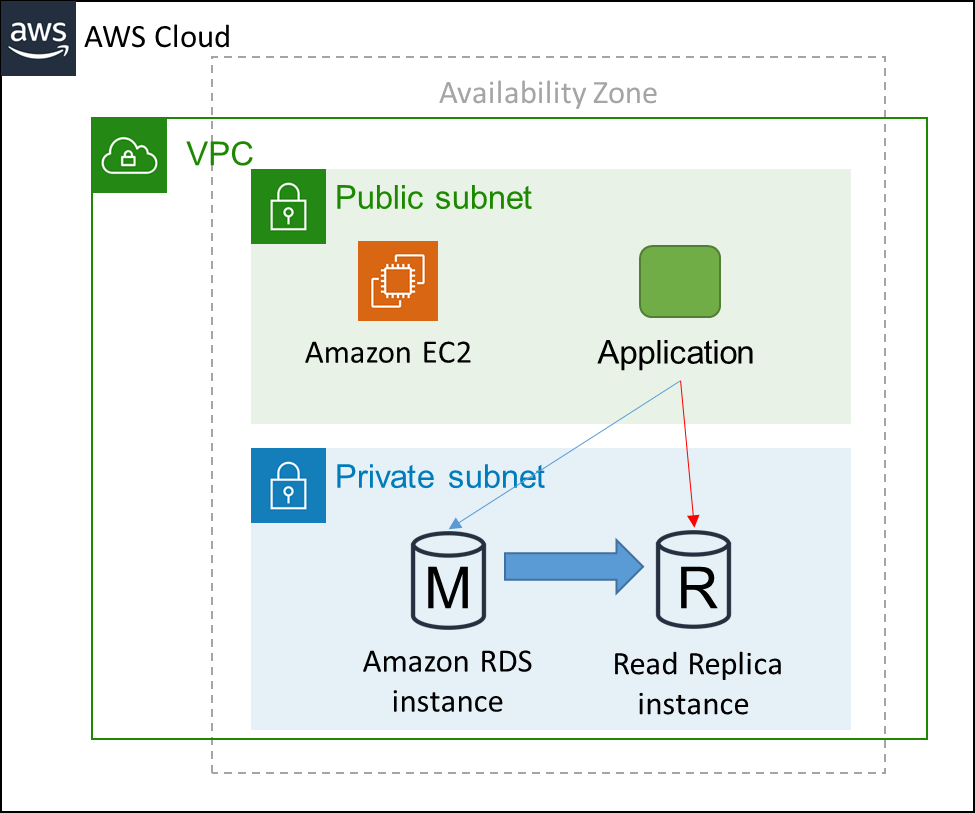 aws
AWS Cloud
Availability Zone
VPC
Public subnet
Amazon EC2
Application
Private subnet
M
R
Amazon RDS
instance
Read Replica
instance